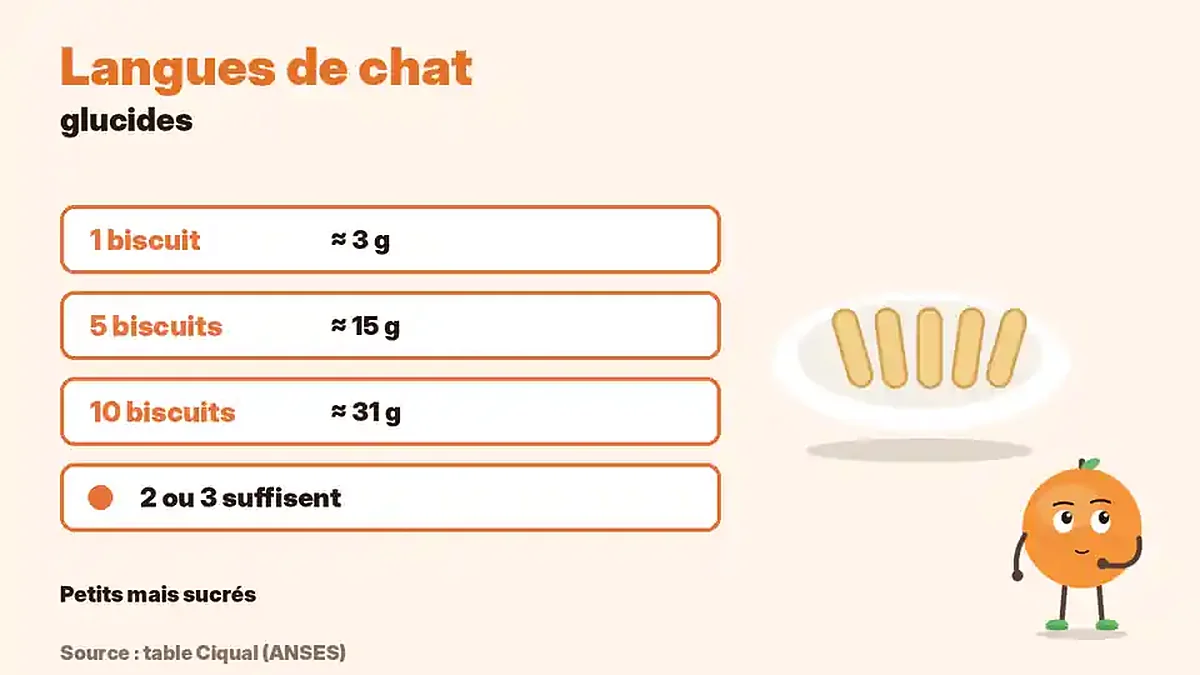 Langues de chat
glucides
1 biscuit ≈ 3 g
5 biscuits ≈ 15 g
10 biscuits ≈ 31 g
2 ou 3 suffisent
Petits mais sucrés
Source : table Ciqual (ANSES)